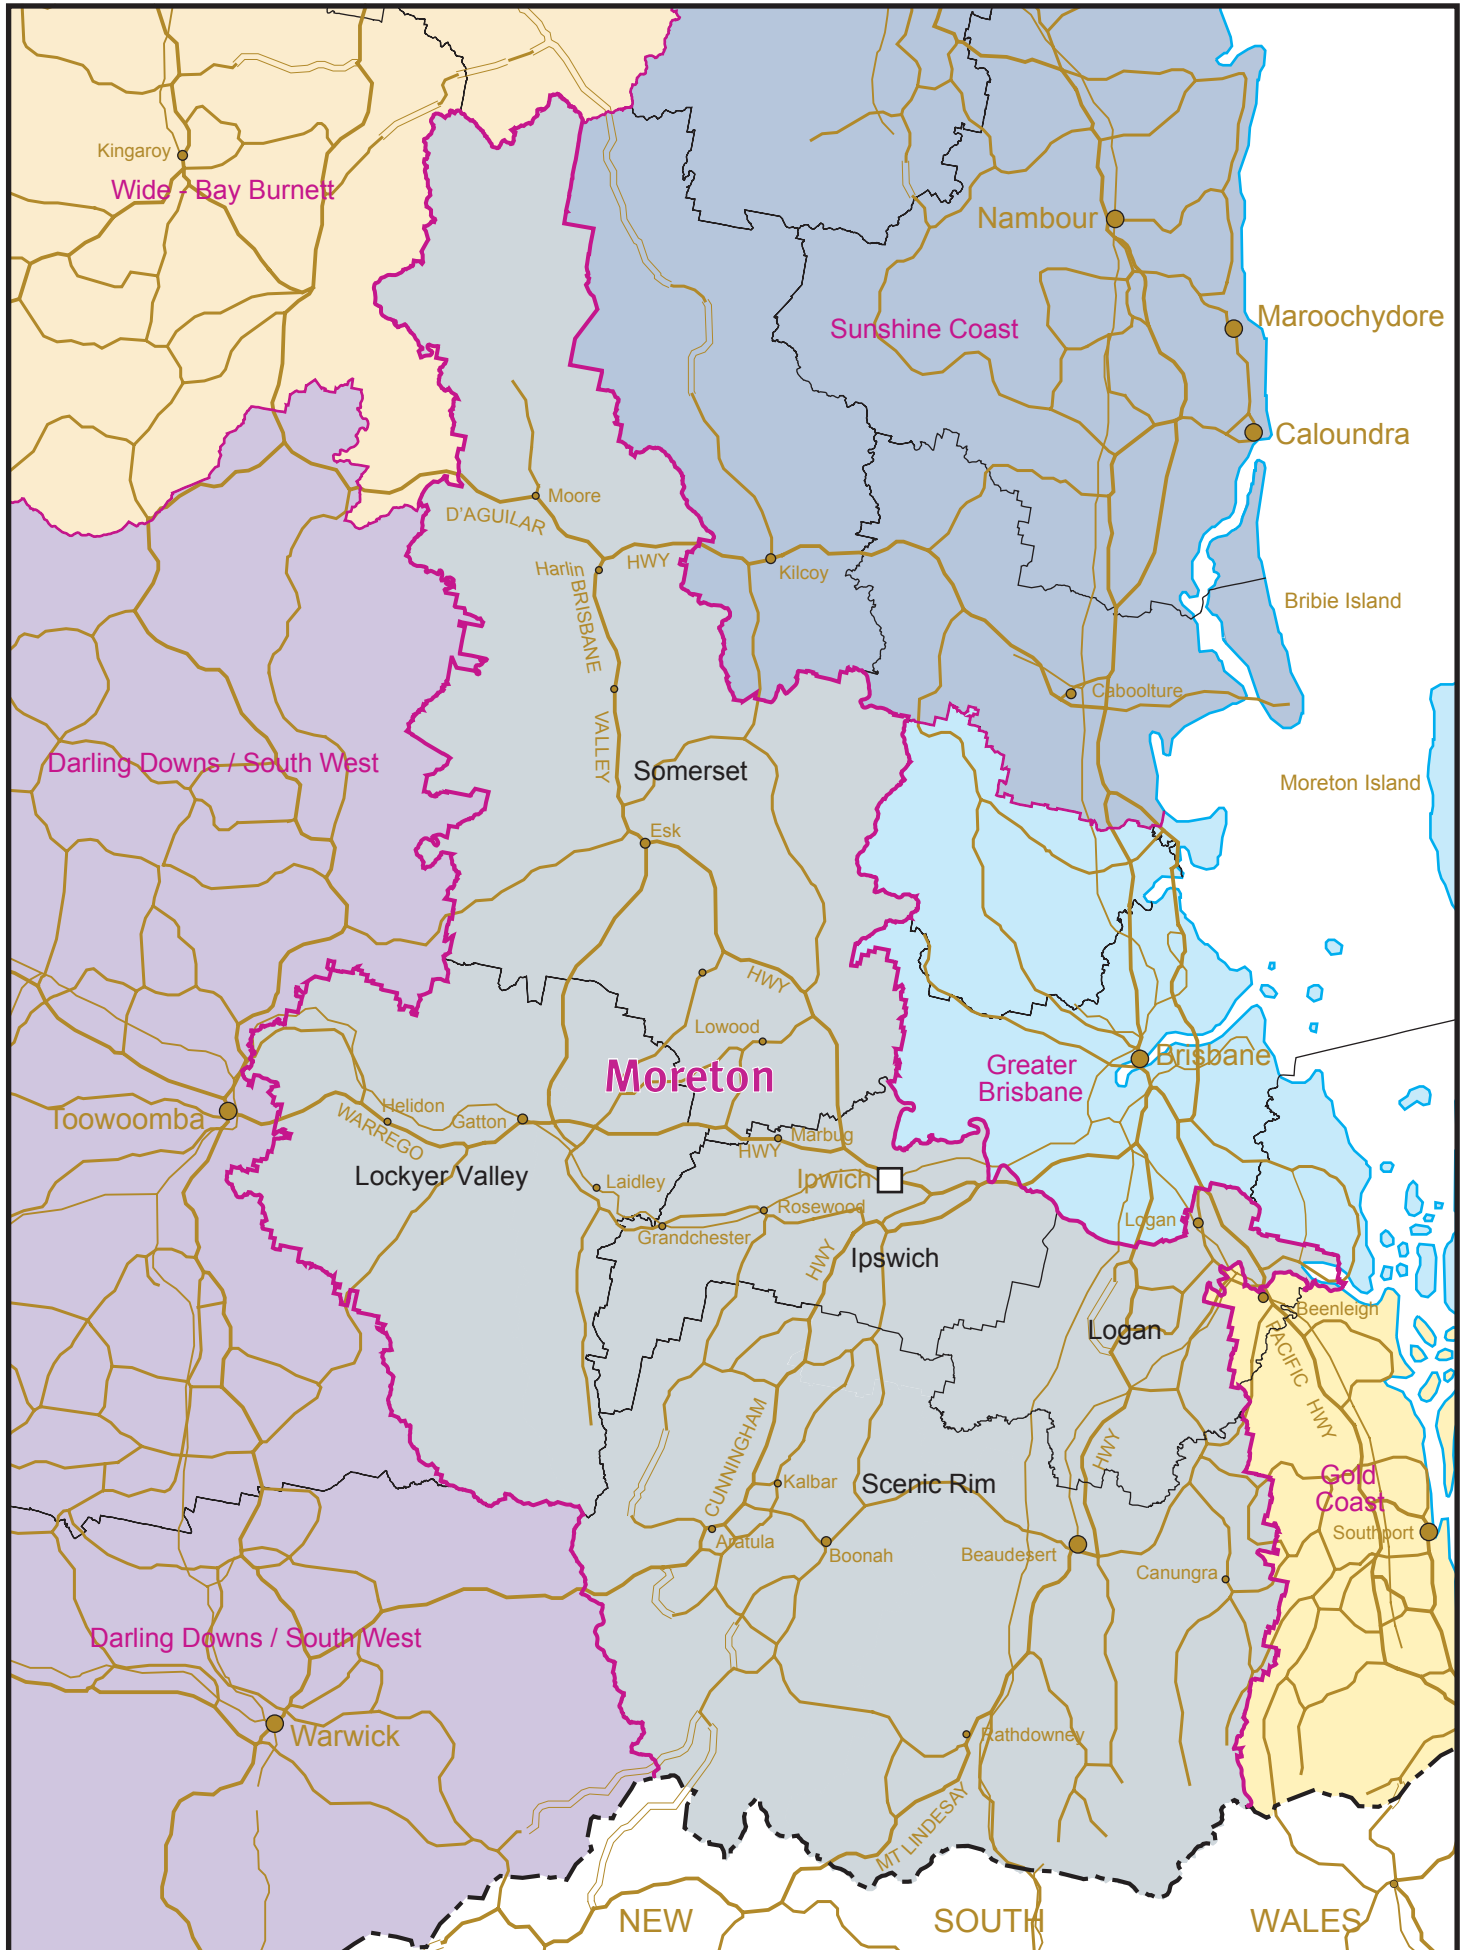 Kingaroy
Wide - Bay Burnett
Nambour
Maroochydore
Sunshine Coast
Caloundra
Moore
D'AGUILAR
HWY
Harlin
Kilcoy
BRISBANE
Bribie Island
Caboolture
VALLEY
Darling Downs / South West
Somerset
Moreton Island
Esk
HWY
Lowood
Moreton
Greater
Brisbane
Brisbane
Toowoomba
Helidon
WARREGO
Gatton
Marbug
HWY
Lockyer Valley
Ipwich
Laidley
Rosewood
Logan
Grandchester
HWY
Ipswich
Beenleigh
Logan
PACIFIC
HWY
CUNNINGHAM
HWY
Kalbar
Scenic Rim
Gold
Coast
Southport
Aratula
Boonah
Beaudesert
Canungra
Darling Downs / South West
Warwick
Rathdowney
MT LINDESAY
NEW
SOUTH
WALES